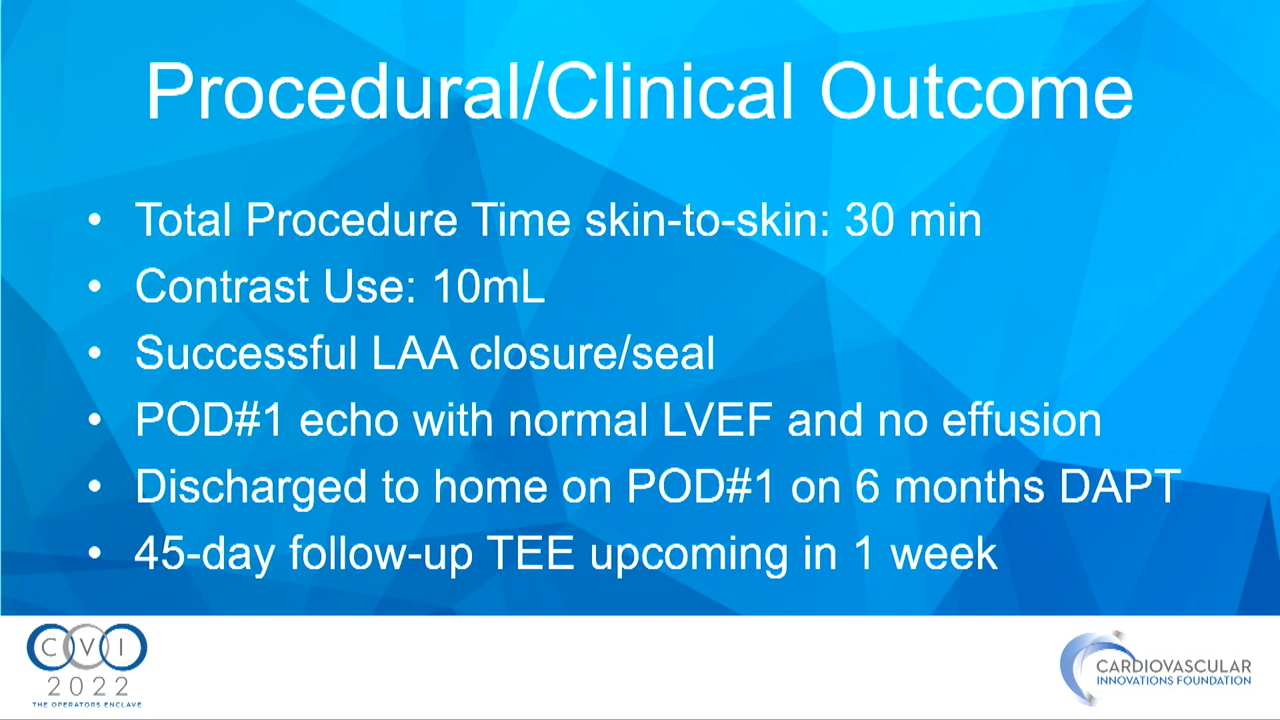 Procedural/Clinical Outcome
• Total Procedure Time skin-to-skin: 30 min
• Contrast Use: 10mL
• Successful LAA closure/seal
• POD#1 echo with normal LVEF and no effusion
• Discharged to home on POD#1 on 6 months DAPT
• 45-day follow-up TEE upcoming in 1 week
CVI
2022
THE OPERATORS ENCLAVE
CARDIOVASCULAR
INNOVATIONS FOUNDATION